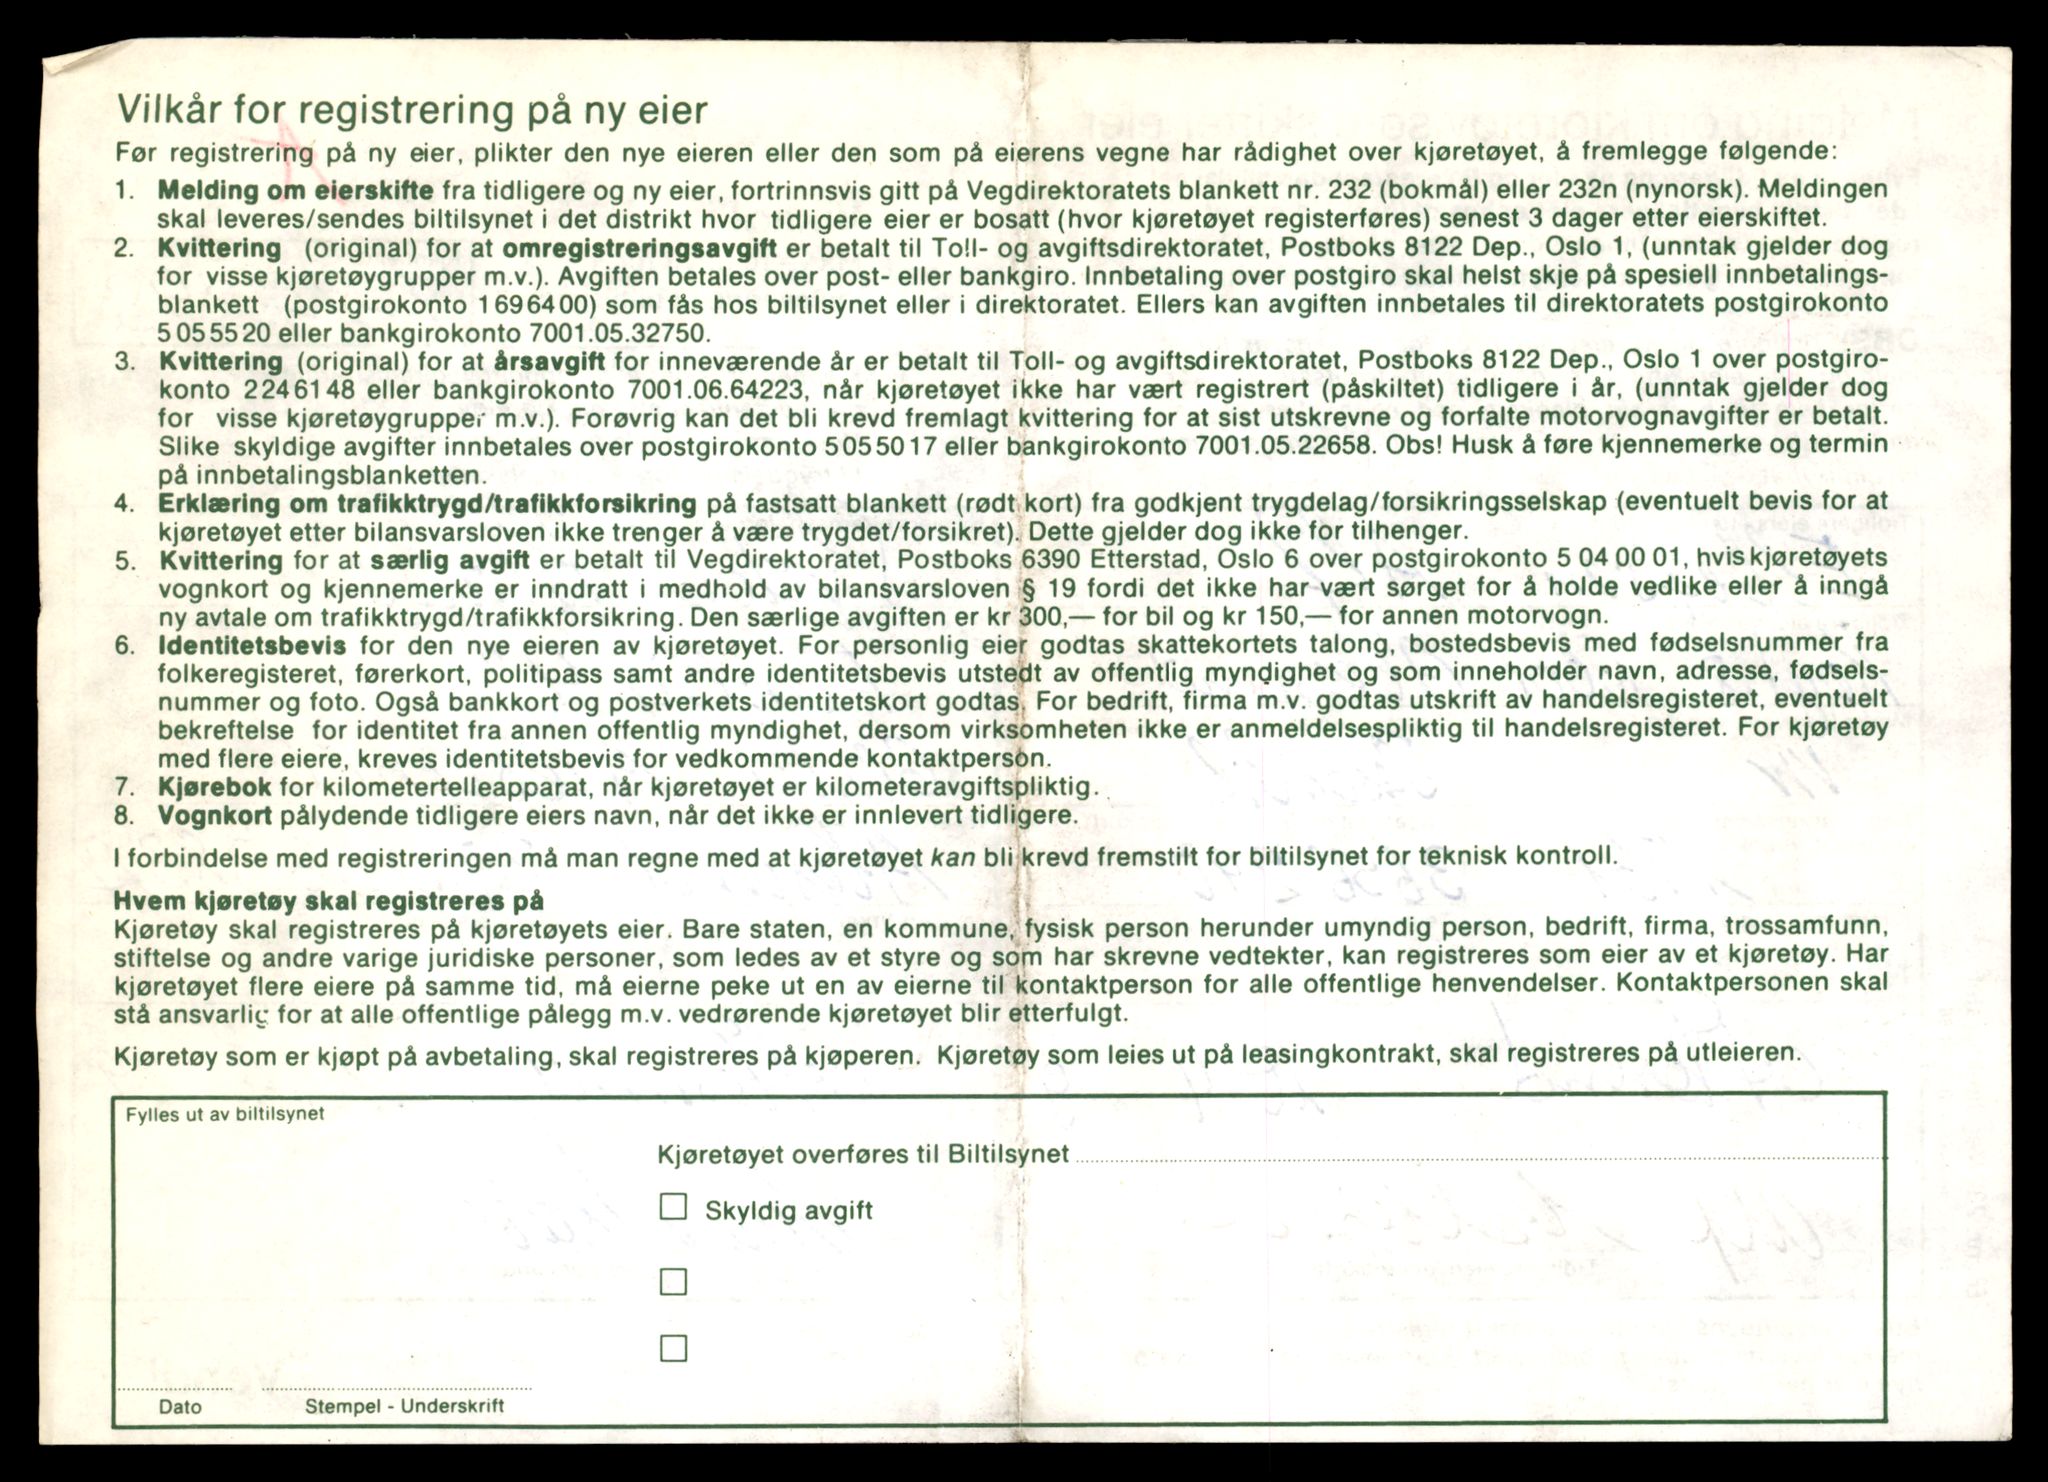 Vilkår for registrering på ny eier
Før registrering på ny eier, plikter den nye eieren eller den som på eierens vegne har rådighet over kjøretøyet, å fremlegge følgende:
1. Melding om eierskifte fra tidligere og ny eier, fortrinnsvis gitt på Vegdirektoratets blankett nr. 232 (bokmål) eller 232n (nynorsk). Meldingen
skal leveres/sendes biltilsynet i det distrikt hvor tidligere eier er bosatt (hvor kjøretøyet registerføres) senest 3 dager etter eierskiftet.
2. Kvittering (original) for at omregistreringsavgift er betalt til Toll- og avgiftsdirektoratet, Postboks 8122 Dep., Oslo 1, (unntak gjelder dog
for visse kjøretøygrupper m.v.). Avgiften betales over post- eller bankgiro. Innbetaling over postgiro skal helst skje på spesiell innbetalings-
blankett (postgirokonto 1 69 64 00) som fås hos biltilsynet eller i direktoratet. Ellers kan avgiften innbetales til direktoratets postgirokonto
5 05 55 20 eller bankgirokonto 7001.05.32750.
3. Kvittering (original) for at årsavgift for inneværende år er betalt til Toll- og avgiftsdirektoratet, Postboks 8122 Dep., Oslo 1 over postgiro-
konto 2 24 61 48 eller bankgirokonto 7001.06.64223, når kjøretøyet ikke har vært registrert (påskiltet) tidligere i år, (unntak gjelder dog
for visse kjøretøygrupper m.v.). Forøvrig kan det bli krevd fremlagt kvittering for at sist utskrevne og forfalte motorvognavgifter er betalt.
Slike skyldige avgifter innbetales over postgirokonto 5 05 50 17 eller bankgirokonto 7001.05.22658. Obs! Husk å føre kjennemerke og termin
på innbetalingsblanketten.
4. Erklæring om trafikktrygd/trafikkforsikring på fastsatt blankett (rødt kort) fra godkjent trygdelag/forsikringsselskap (eventuelt bevis for at
kjøretøyet etter bilansvarsloven ikke trenger å være trygdet/forsikret). Dette gjelder dog ikke for tilhenger.
5. Kvittering for at særlig avgift er betalt til Vegdirektoratet, Postboks 6390 Etterstad, Oslo 6 over postgirokonto 5 04 00 01, hvis kjøretøyets
vognkort og kjennemerke er inndratt i medhold av bilansvarsloven § 19 fordi det ikke har vært sørget for å holde vedlike eller å inngå
ny avtale om trafikktrygd/trafikkforsikring. Den særlige avgiften er kr 300,— for bil og kr 150,— for annen motorvogn.
6. Identitetsbevis for den nye eieren av kjøretøyet. For personlig eier godtas skattekortets talong, bostedsbevis med fødselsnummer fra
folkeregisteret, førerkort, politipass samt andre identitetsbevis utstedt av offentlig myndighet og som inneholder navn, adresse, fødsels-
nummer og foto. Også bankkort og postverkets identitetskort godtas. For bedrift, firma m.v. godtas utskrift av handelsregisteret, eventuelt
bekreftelse for identitet fra annen offentlig myndighet, dersom virksomheten ikke er anmeldelsespliktig til handelsregisteret. For kjøretøy
med flere eiere, kreves identitetsbevis for vedkommende kontaktperson.
7. Kjørebok for kilometertelleapparat, når kjøretøyet er kilometeravgiftspliktig.
8. Vognkort pålydende tidligere eiers navn, når det ikke er innlevert tidligere.
I forbindelse med registreringen må man regne med at kjøretøyet kan bli krevd fremstilt for biltilsynet for teknisk kontroll.
Hvem kjøretøy skal registreres på
Kjøretøy skal registreres på kjøretøyets eier. Bare staten, en kommune, fysisk person herunder umyndig person, bedrift, firma, trossamfunn,
stiftelse og andre varige juridiske personer, som ledes av et styre og som har skrevne vedtekter, kan registreres som eier av et kjøretøy. Har
kjøretøyet flere eiere på samme tid, må eierne peke ut en av eierne til kontaktperson for alle offentlige henvendelser. Kontaktpersonen skal
stå ansvarlig for at alle offentlige pålegg m.v. vedrørende kjøretøyet blir etterfulgt.
Kjøretøy som er kjøpt på avbetaling, skal registreres på kjøperen. Kjøretøy som leies ut på leasingkontrakt, skal registreres på utleieren.
Fylles ut av biltilsynet
Kjøretøyet overføres til Biltilsynet
Skyldig avgift
Dato Stempel - Underskrift